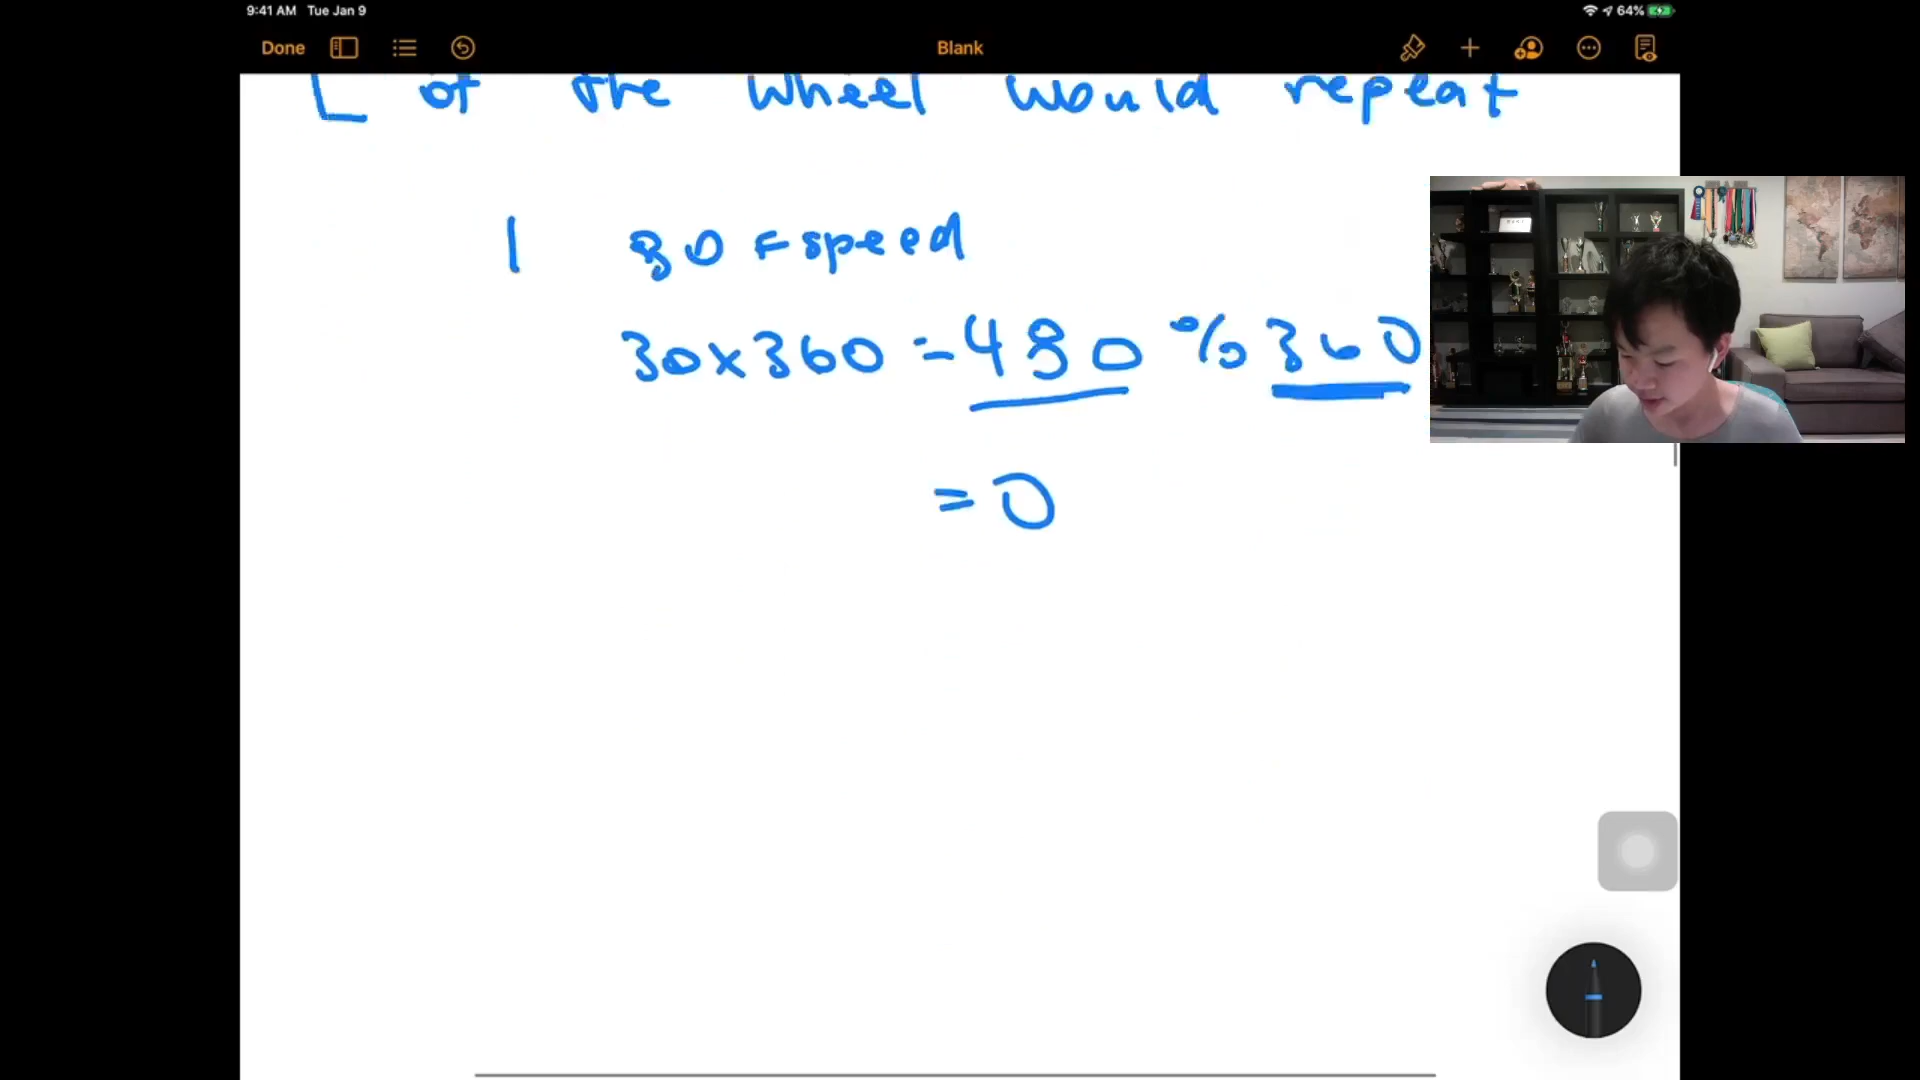 9:41 AM Tue Jan 9
64%
Done
Blank
of the wheel would repeat
1 80 F speed
30x360 = 480 % 360
= 0